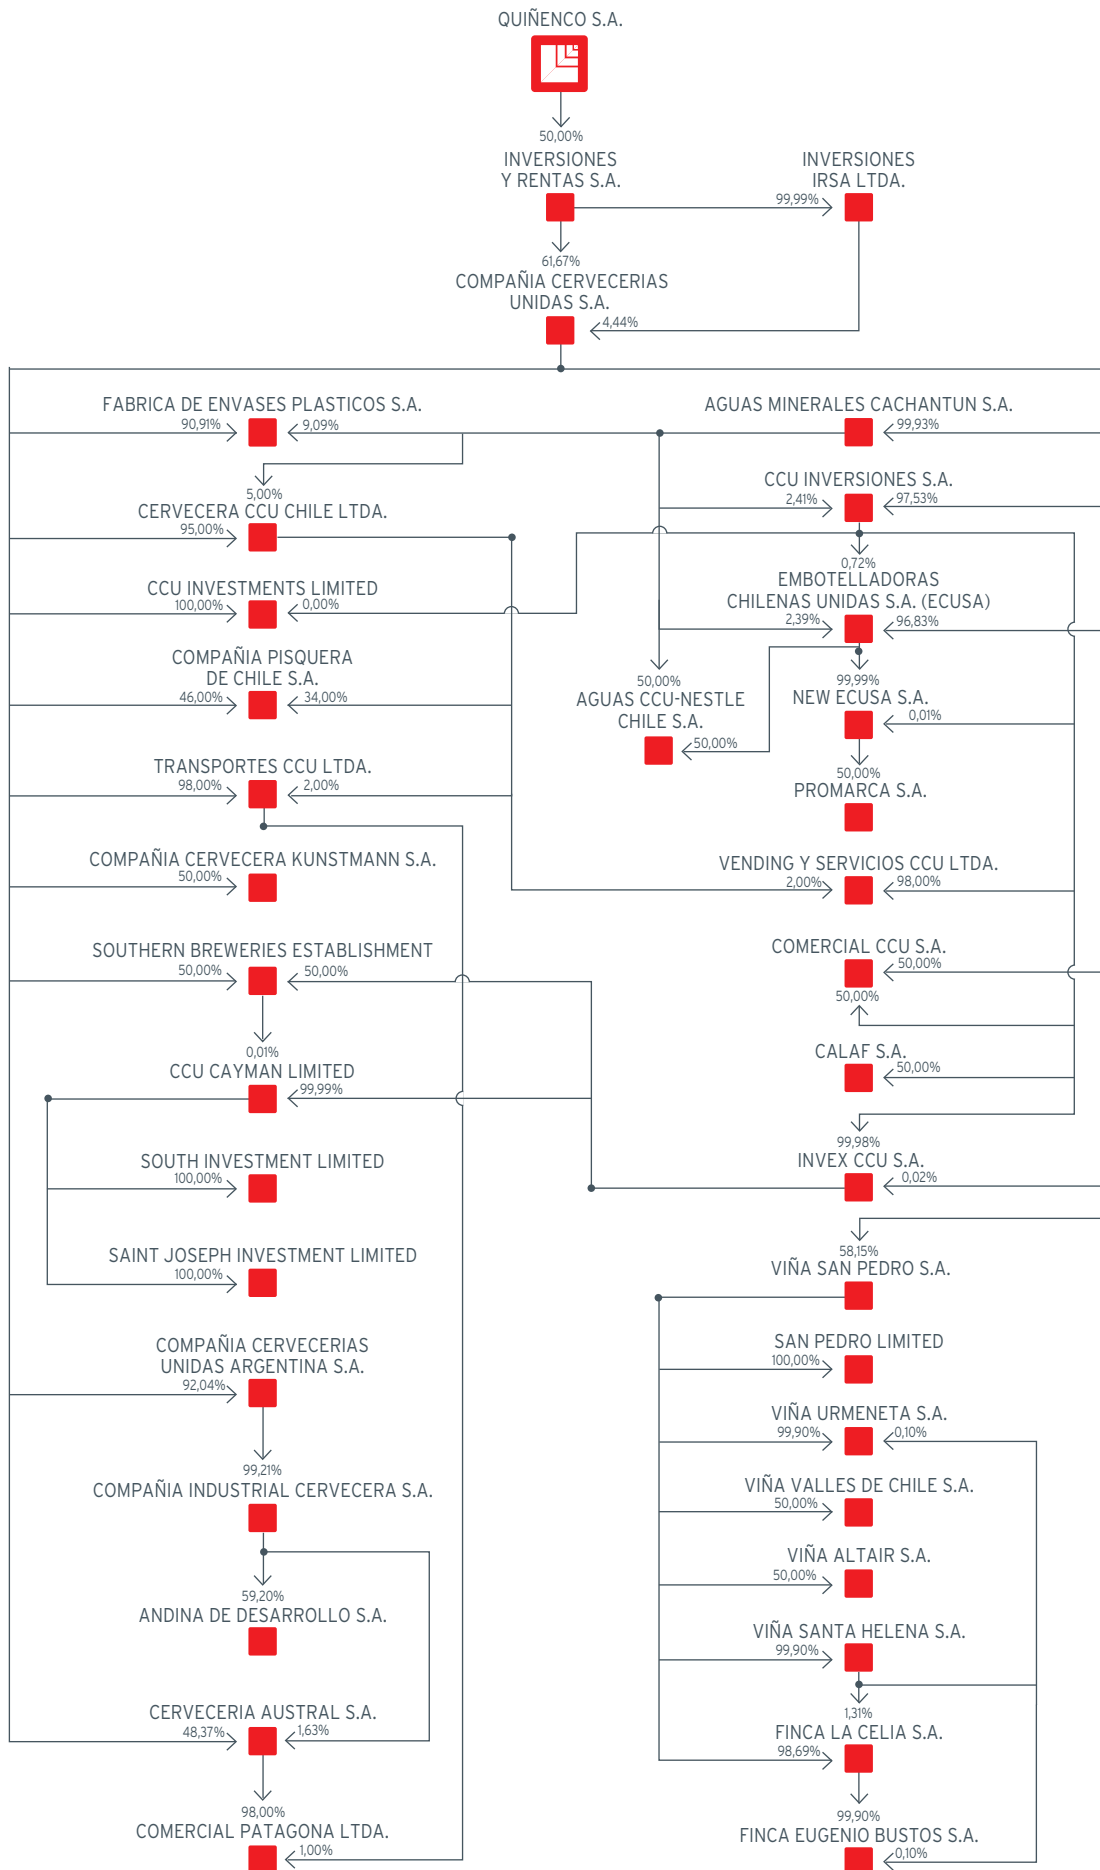 QUIÑENCO S.A.
50,00%
INVERSIONES
Y RENTAS S.A.
INVERSIONES
IRSA LTDA.
99,99%
61,67%
COMPAÑIA CERVECERIAS
UNIDAS S.A.
4,44%
FABRICA DE ENVASES PLASTICOS S.A.
90,91%
9,09%
AGUAS MINERALES CACHANTUN S.A.
99,93%
5,00%
CERVECERA CCU CHILE LTDA.
95,00%
CCU INVERSIONES S.A.
2,41%
97,53%
0,72%
CCU INVESTMENTS LIMITED
100,00%
0,00%
EMBOTELLADORAS
CHILENAS UNIDAS S.A. (ECUSA)
2,39%
96,83%
COMPAÑIA PISQUERA
DE CHILE S.A.
46,00%
34,00%
50,00%
AGUAS CCU-NESTLE
CHILE S.A.
50,00%
99,99%
NEW ECUSA S.A.
0,01%
50,00%
PROMARCA S.A.
TRANSPORTES CCU LTDA.
98,00%
2,00%
COMPAÑIA CERVECERA KUNSTMANN S.A.
50,00%
VENDING Y SERVICIOS CCU LTDA.
2,00%
98,00%
SOUTHERN BREWERIES ESTABLISHMENT
50,00%
50,00%
COMERCIAL CCU S.A.
50,00%
50,00%
0,01%
CCU CAYMAN LIMITED
99,99%
CALAF S.A.
50,00%
SOUTH INVESTMENT LIMITED
100,00%
99,98%
INVEX CCU S.A.
0,02%
SAINT JOSEPH INVESTMENT LIMITED
100,00%
58,15%
VIÑA SAN PEDRO S.A.
COMPAÑIA CERVECERIAS
UNIDAS ARGENTINA S.A.
92,04%
SAN PEDRO LIMITED
100,00%
VIÑA URMENETA S.A.
99,90%
0,10%
99,21%
COMPAÑIA INDUSTRIAL CERVECERA S.A.
VIÑA VALLES DE CHILE S.A.
50,00%
VIÑA ALTAIR S.A.
50,00%
59,20%
ANDINA DE DESARROLLO S.A.
VIÑA SANTA HELENA S.A.
99,90%
1,31%
CERVECERIA AUSTRAL S.A.
48,37%
1,63%
FINCA LA CELIA S.A.
98,69%
98,00%
COMERCIAL PATAGONA LTDA.
1,00%
99,90%
FINCA EUGENIO BUSTOS S.A.
0,10%